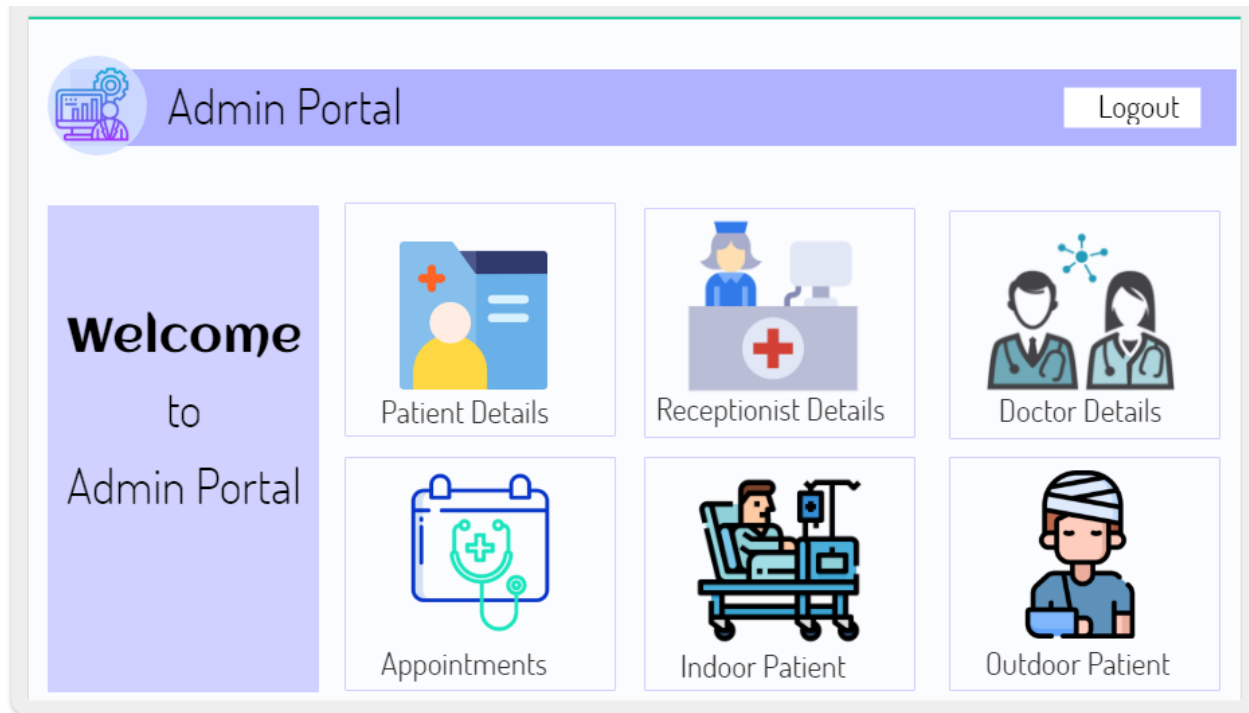 Admin Portal
Logout
Welcome
to
Admin Portal
Patient Details
Receptionist Details
Doctor Details
Appointments
Indoor Patient
Outdoor Patient